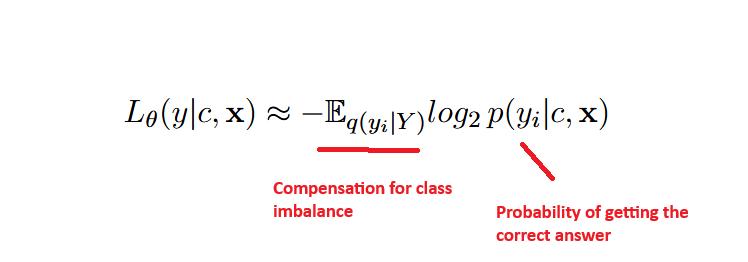 L_θ(y|c, x) ≈ −𝔼_{q(y_i|Y)} log_2 p(y_i|c, x)
Compensation for class
imbalance
Probability of getting the
correct answer